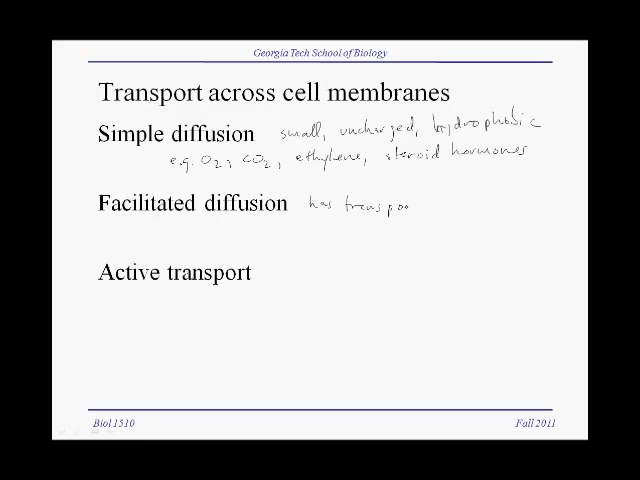 Georgia Tech School of Biology
Transport across cell membranes
Simple diffusion small, uncharged, hydrophobic
e.g. O2, CO2, ethylene, steroid hormones
Facilitated diffusion has transpo
Active transport
Biol 1510 Fall 2011